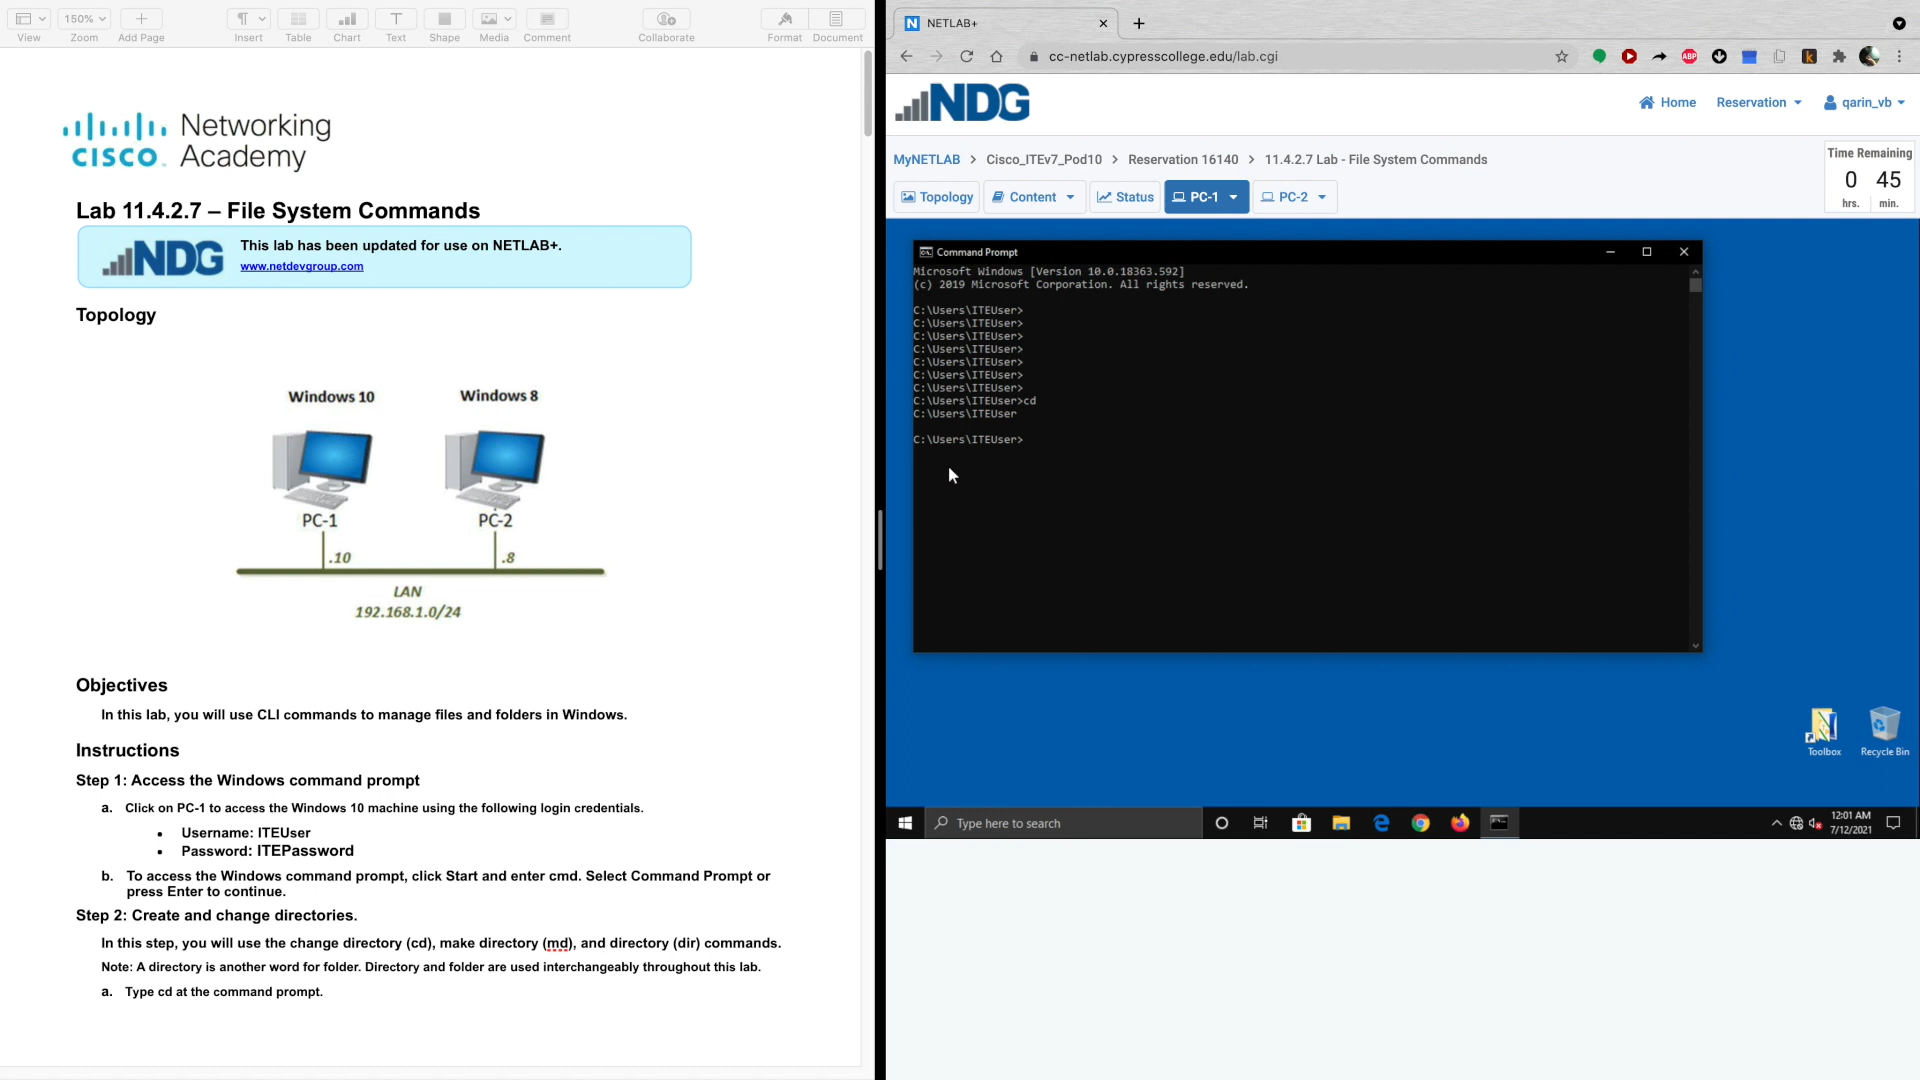 View
150%
Zoom
Add Page
Insert
Table
Chart
Text
Shape
Media
Comment
Collaborate
Format
Document
cisco
Networking
Academy
Lab 11.4.2.7 – File System Commands
NDG
This lab has been updated for use on NETLAB+.
www.netdevgroup.com
Topology
Windows 10
Windows 8
PC-1
PC-2
.10
.8
LAN
192.168.1.0/24
Objectives
In this lab, you will use CLI commands to manage files and folders in Windows.
Instructions
Step 1: Access the Windows command prompt
a. Click on PC-1 to access the Windows 10 machine using the following login credentials.
• Username: ITEUser
• Password: ITEPassword
b. To access the Windows command prompt, click Start and enter cmd. Select Command Prompt or
press Enter to continue.
Step 2: Create and change directories.
In this step, you will use the change directory (cd), make directory (md), and directory (dir) commands.
Note: A directory is another word for folder. Directory and folder are used interchangeably throughout this lab.
a. Type cd at the command prompt.
N NETLAB+
cc-netlab.cypresscollege.edu/lab.cgi
ABP
k
NDG
Home
Reservation
qarin_vb
MyNETLAB > Cisco_ITEv7_Pod10 > Reservation 16140 > 11.4.2.7 Lab - File System Commands
Time Remaining
0 45
hrs. min.
Topology
Content
Status
PC-1
PC-2
Command Prompt
Microsoft Windows [Version 10.0.18363.592]
(c) 2019 Microsoft Corporation. All rights reserved.
C:\Users\ITEUser>
C:\Users\ITEUser>
C:\Users\ITEUser>
C:\Users\ITEUser>
C:\Users\ITEUser>
C:\Users\ITEUser>
C:\Users\ITEUser>
C:\Users\ITEUser>cd
C:\Users\ITEUser
C:\Users\ITEUser>
Toolbox
Recycle Bin
Type here to search
12:01 AM
7/12/2021